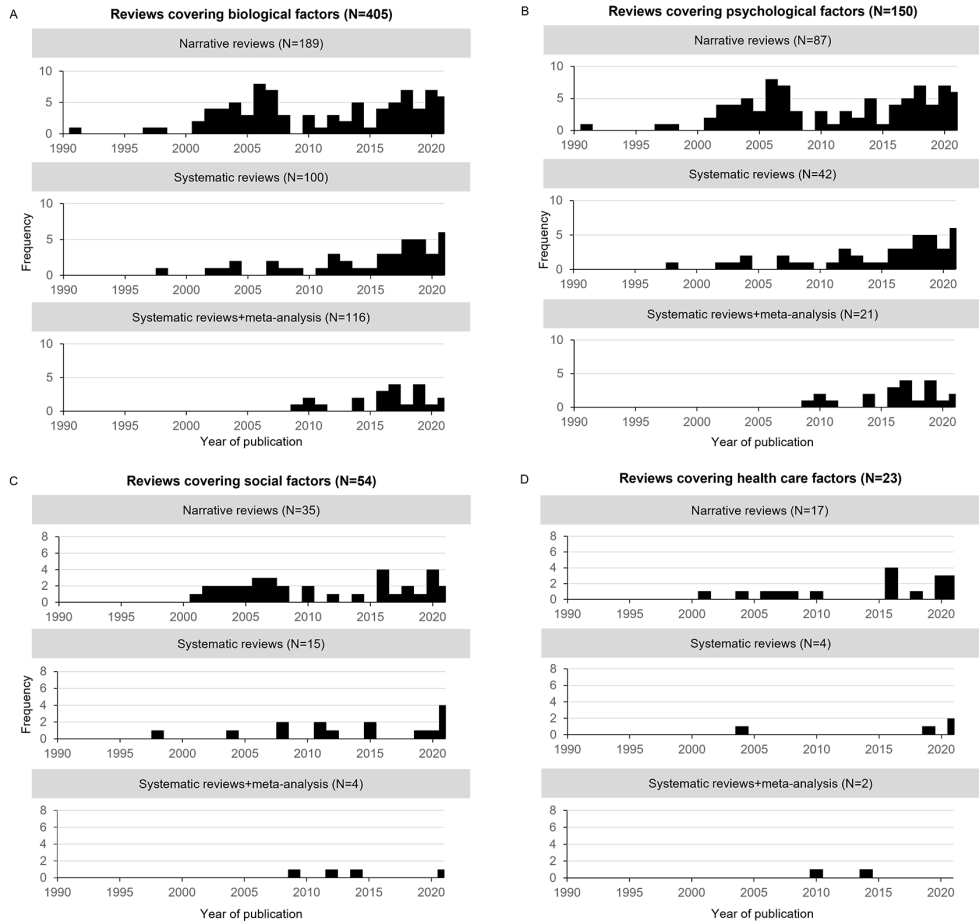 A
Reviews covering biological factors (N=405)
Narrative reviews (N=189)
10
5
0
1990 1995 2000 2005 2010 2015 2020
Systematic reviews (N=100)
10
5
0
Frequency
1990 1995 2000 2005 2010 2015 2020
Systematic reviews+meta-analysis (N=116)
10
5
0
1990 1995 2000 2005 2010 2015 2020
Year of publication
B
Reviews covering psychological factors (N=150)
Narrative reviews (N=87)
10
5
0
1990 1995 2000 2005 2010 2015 2020
Systematic reviews (N=42)
10
5
0
Frequency
1990 1995 2000 2005 2010 2015 2020
Systematic reviews+meta-analysis (N=21)
10
5
0
1990 1995 2000 2005 2010 2015 2020
Year of publication
C
Reviews covering social factors (N=54)
Narrative reviews (N=35)
8
6
4
2
0
1990 1995 2000 2005 2010 2015 2020
Systematic reviews (N=15)
8
6
4
2
0
Frequency
1990 1995 2000 2005 2010 2015 2020
Systematic reviews+meta-analysis (N=4)
8
6
4
2
0
1990 1995 2000 2005 2010 2015 2020
Year of publication
D
Reviews covering health care factors (N=23)
Narrative reviews (N=17)
8
6
4
2
0
1990 1995 2000 2005 2010 2015 2020
Systematic reviews (N=4)
8
6
4
2
0
1990 1995 2000 2005 2010 2015 2020
Systematic reviews+meta-analysis (N=2)
8
6
4
2
0
1990 1995 2000 2005 2010 2015 2020
Year of publication